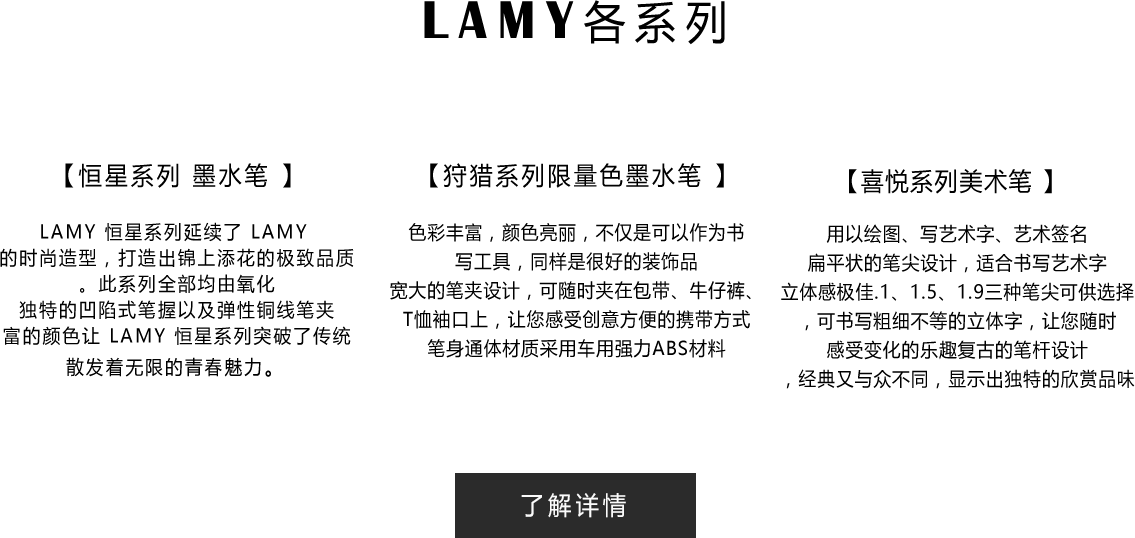 LAMY各系列
【恒星系列 墨水笔 】
LAMY 恒星系列延续了 LAMY
的时尚造型，打造出锦上添花的极致品质
。此系列全部均由氧化
独特的凹陷式笔握以及弹性铜线笔夹
富的颜色让 LAMY 恒星系列突破了传统
散发着无限的青春魅力。
【狩猎系列限量色墨水笔 】
色彩丰富，颜色亮丽，不仅是可以作为书
写工具，同样是很好的装饰品
宽大的笔夹设计，可随时夹在包带、牛仔裤、
T恤袖口上，让您感受创意方便的携带方式
笔身通体材质采用车用强力ABS材料
【喜悦系列美术笔 】
用以绘图、写艺术字、艺术签名
扁平状的笔尖设计，适合书写艺术字
立体感极佳.1、1.5、1.9三种笔尖可供选择
，可书写粗细不等的立体字，让您随时
感受变化的乐趣复古的笔杆设计
，经典又与众不同，显示出独特的欣赏品味
了解详情